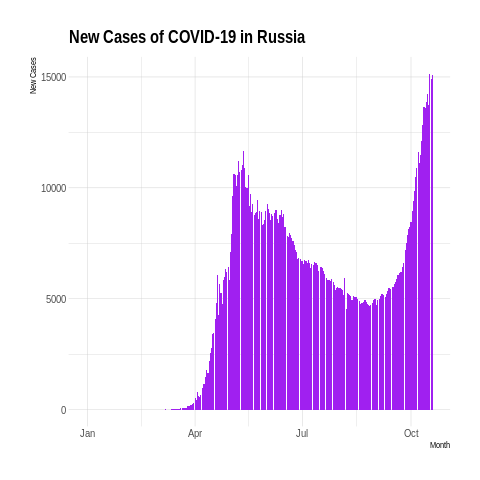 New Cases of COVID-19 in Russia
New Cases
15000
10000
5000
0
Jan Apr Jul Oct
Month